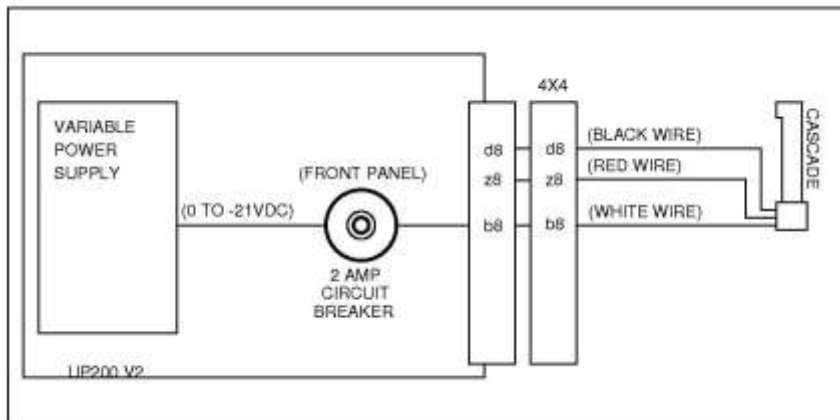 4X4
VARIABLE
POWER
SUPPLY
(FRONT PANEL)
(0 TO -21VDC)
2 AMP
CIRCUIT
BREAKER
d8 d8 (BLACK WIRE)
z8 z8 (RED WIRE)
b8 b8 (WHITE WIRE)
CASCADE
UP200 V2